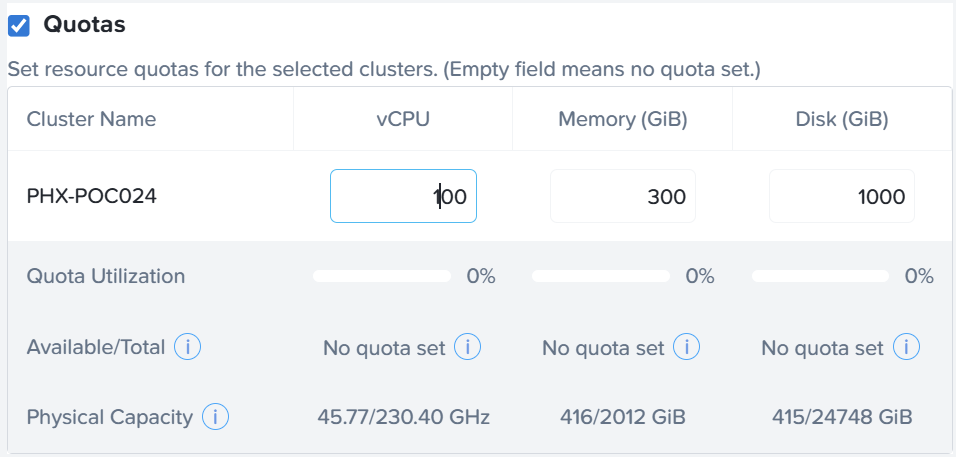 Quotas
Set resource quotas for the selected clusters. (Empty field means no quota set.)
Cluster Name vCPU Memory (GiB) Disk (GiB)
PHX-POC024 100 300 1000
Quota Utilization 0% 0% 0%
Available/Total i No quota set i No quota set i No quota set i
Physical Capacity i 45.77/230.40 GHz 416/2012 GiB 415/24748 GiB